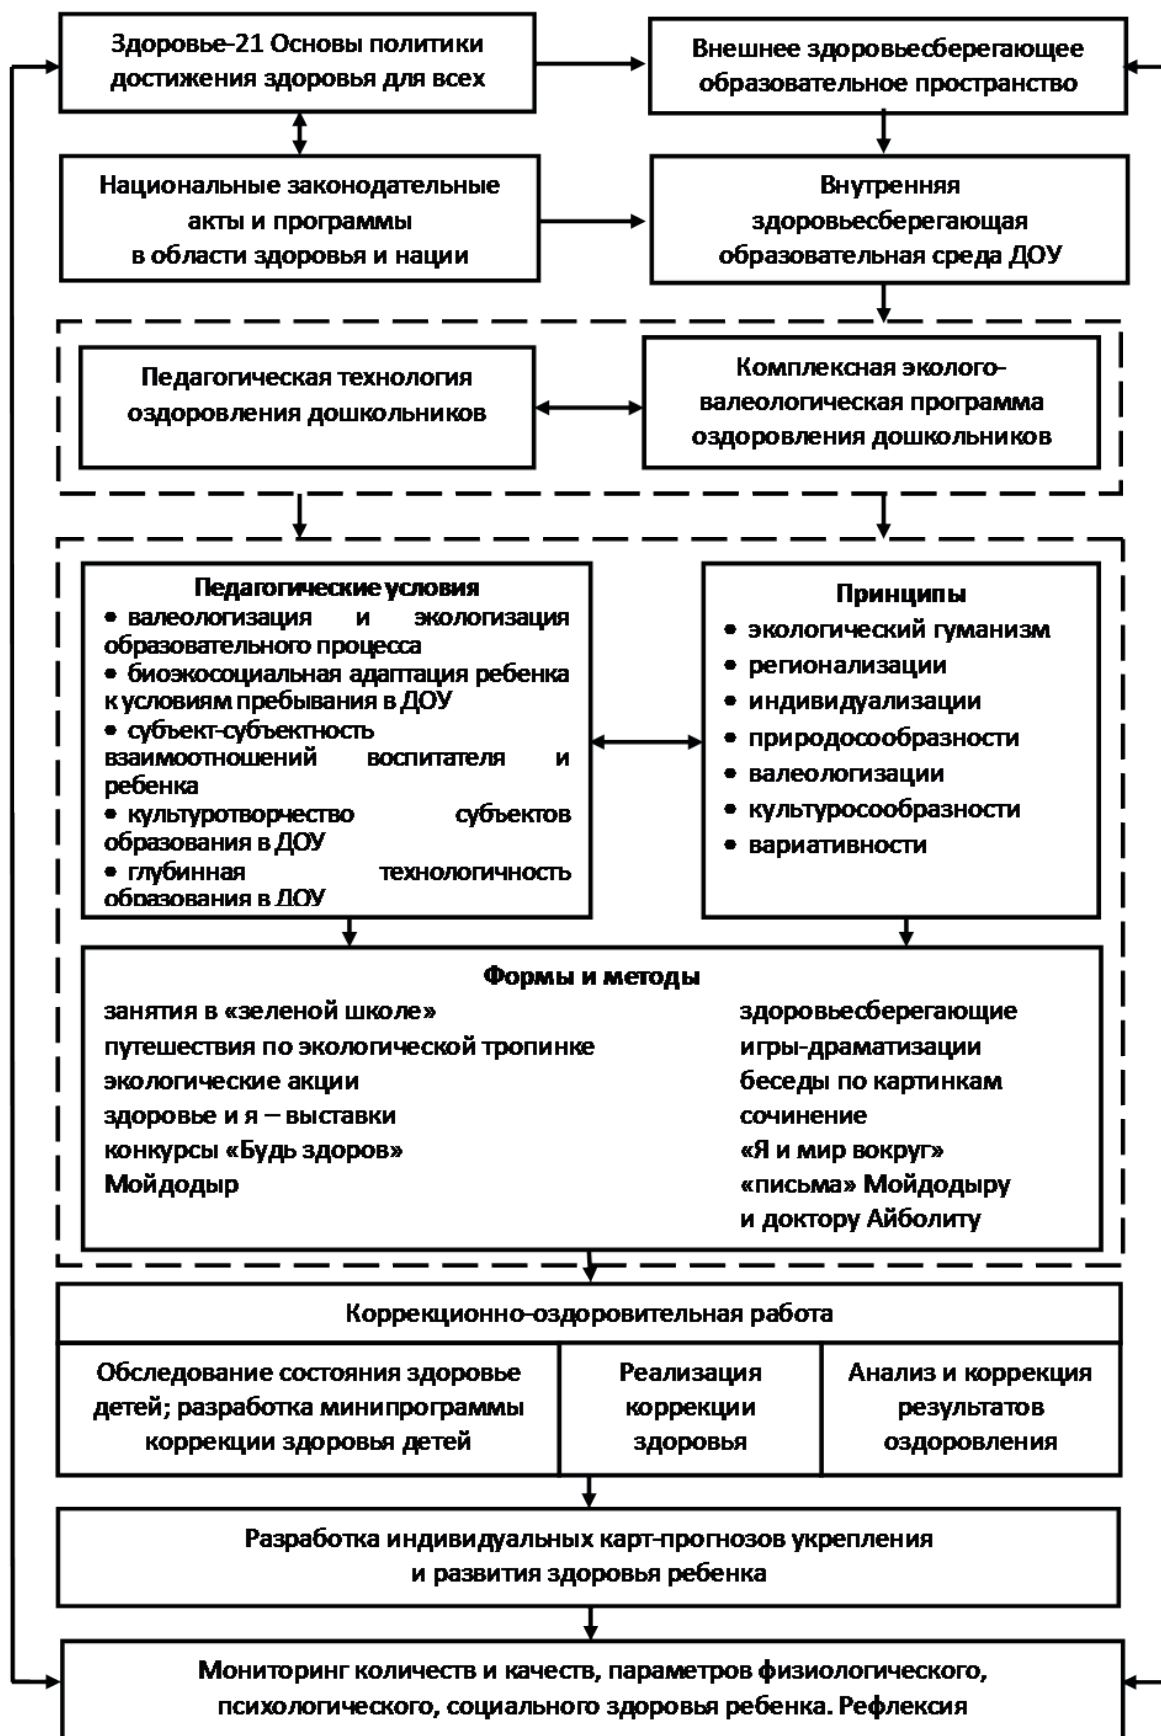 Здоровье-21 Основы политики
достижения здоровья для всех
Внешнее здоровьесберегающее
образовательное пространство
Национальные законодательные
акты и программы
в области здоровья и нации
Внутренняя
здоровьесберегающая
образовательная среда ДОУ
Педагогическая технология
оздоровления дошкольников
Комплексная эколого-
валеологическая программа
оздоровления дошкольников
Педагогические условия
• валеологизация и экологизация
образовательного процесса
• биоэкосоциальная адаптация ребенка
к условиям пребывания в ДОУ
• субъект-субъектность
взаимоотношений воспитателя и
ребенка
• культуротворчество субъектов
образования в ДОУ
• глубинная технологичность
образования в ДОУ
Принципы
• экологический гуманизм
• регионализации
• индивидуализации
• природосообразности
• валеологизации
• культуросообразности
• вариативности
Формы и методы
занятия в «зеленой школе»
путешествия по экологической тропинке
экологические акции
здоровье и я – выставки
конкурсы «Будь здоров»
Мойдодыр
здоровьесберегающие
игры-драматизации
беседы по картинкам
сочинение
«Я и мир вокруг»
«письма» Мойдодыру
и доктору Айболиту
Коррекционно-оздоровительная работа
Обследование состояния здоровье
детей; разработка минипрограммы
коррекции здоровья детей
Реализация
коррекции
здоровья
Анализ и коррекция
результатов
оздоровления
Разработка индивидуальных карт-прогнозов укрепления
и развития здоровья ребенка
Мониторинг количеств и качеств, параметров физиологического,
психологического, социального здоровья ребенка. Рефлексия